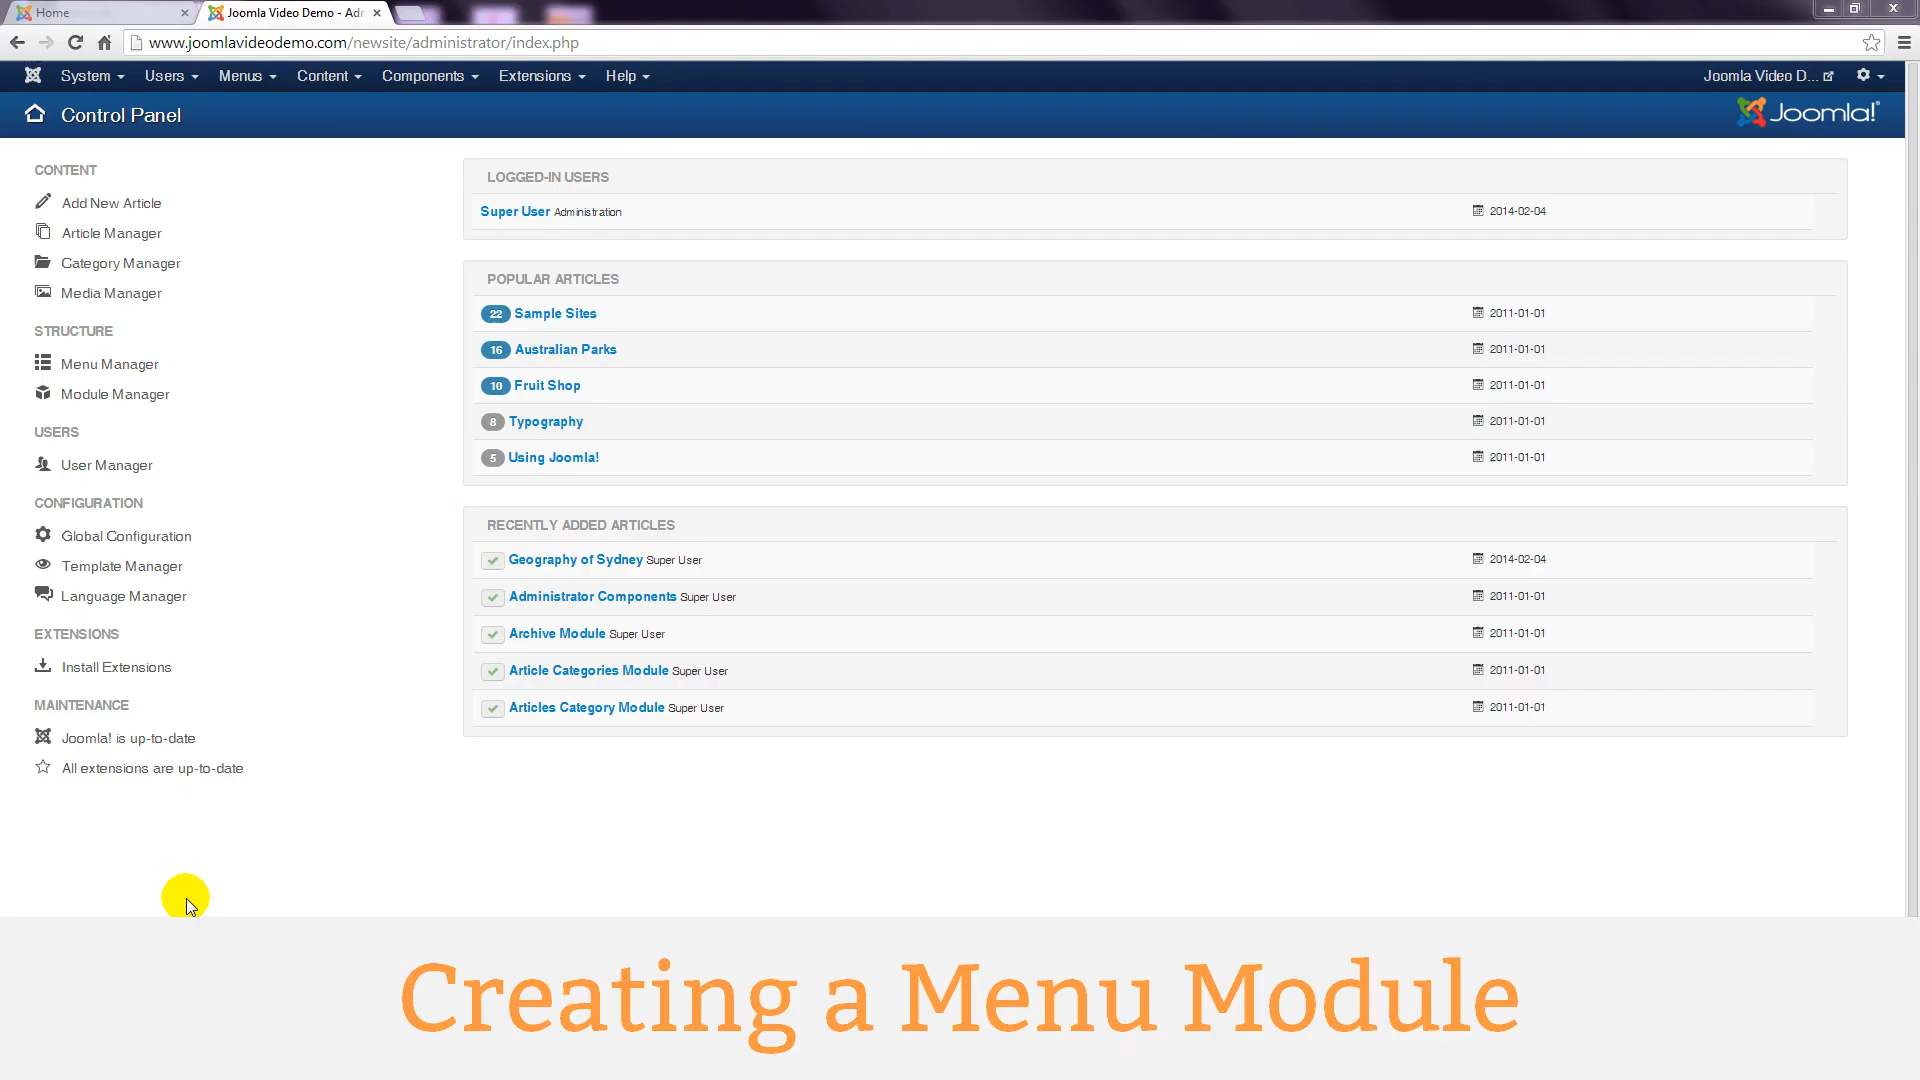 Home
Joomla Video Demo - Adr
www.joomlavideodemo.com/newsite/administrator/index.php
System Users Menus Content Components Extensions Help Joomla Video D...
Control Panel Joomla!®
CONTENT
Add New Article
Article Manager
Category Manager
Media Manager
STRUCTURE
Menu Manager
Module Manager
USERS
User Manager
CONFIGURATION
Global Configuration
Template Manager
Language Manager
EXTENSIONS
Install Extensions
MAINTENANCE
Joomla! is up-to-date
All extensions are up-to-date
LOGGED-IN USERS
Super User Administration 2014-02-04
POPULAR ARTICLES
22 Sample Sites 2011-01-01
16 Australian Parks 2011-01-01
10 Fruit Shop 2011-01-01
8 Typography 2011-01-01
5 Using Joomla! 2011-01-01
RECENTLY ADDED ARTICLES
Geography of Sydney Super User 2014-02-04
Administrator Components Super User 2011-01-01
Archive Module Super User 2011-01-01
Article Categories Module Super User 2011-01-01
Articles Category Module Super User 2011-01-01
Creating a Menu Module